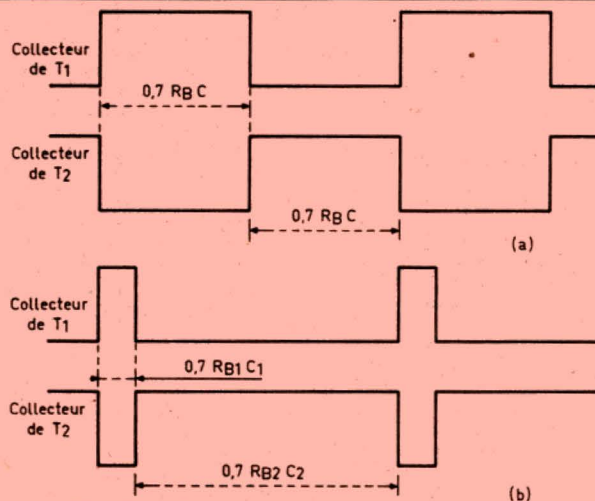 Collecteur
de T1
0,7 RB C
Collecteur
de T2
0,7 RB C
(a)
Collecteur
de T1
0,7 RB1 C1
Collecteur
de T2
0,7 RB2 C2
(b)